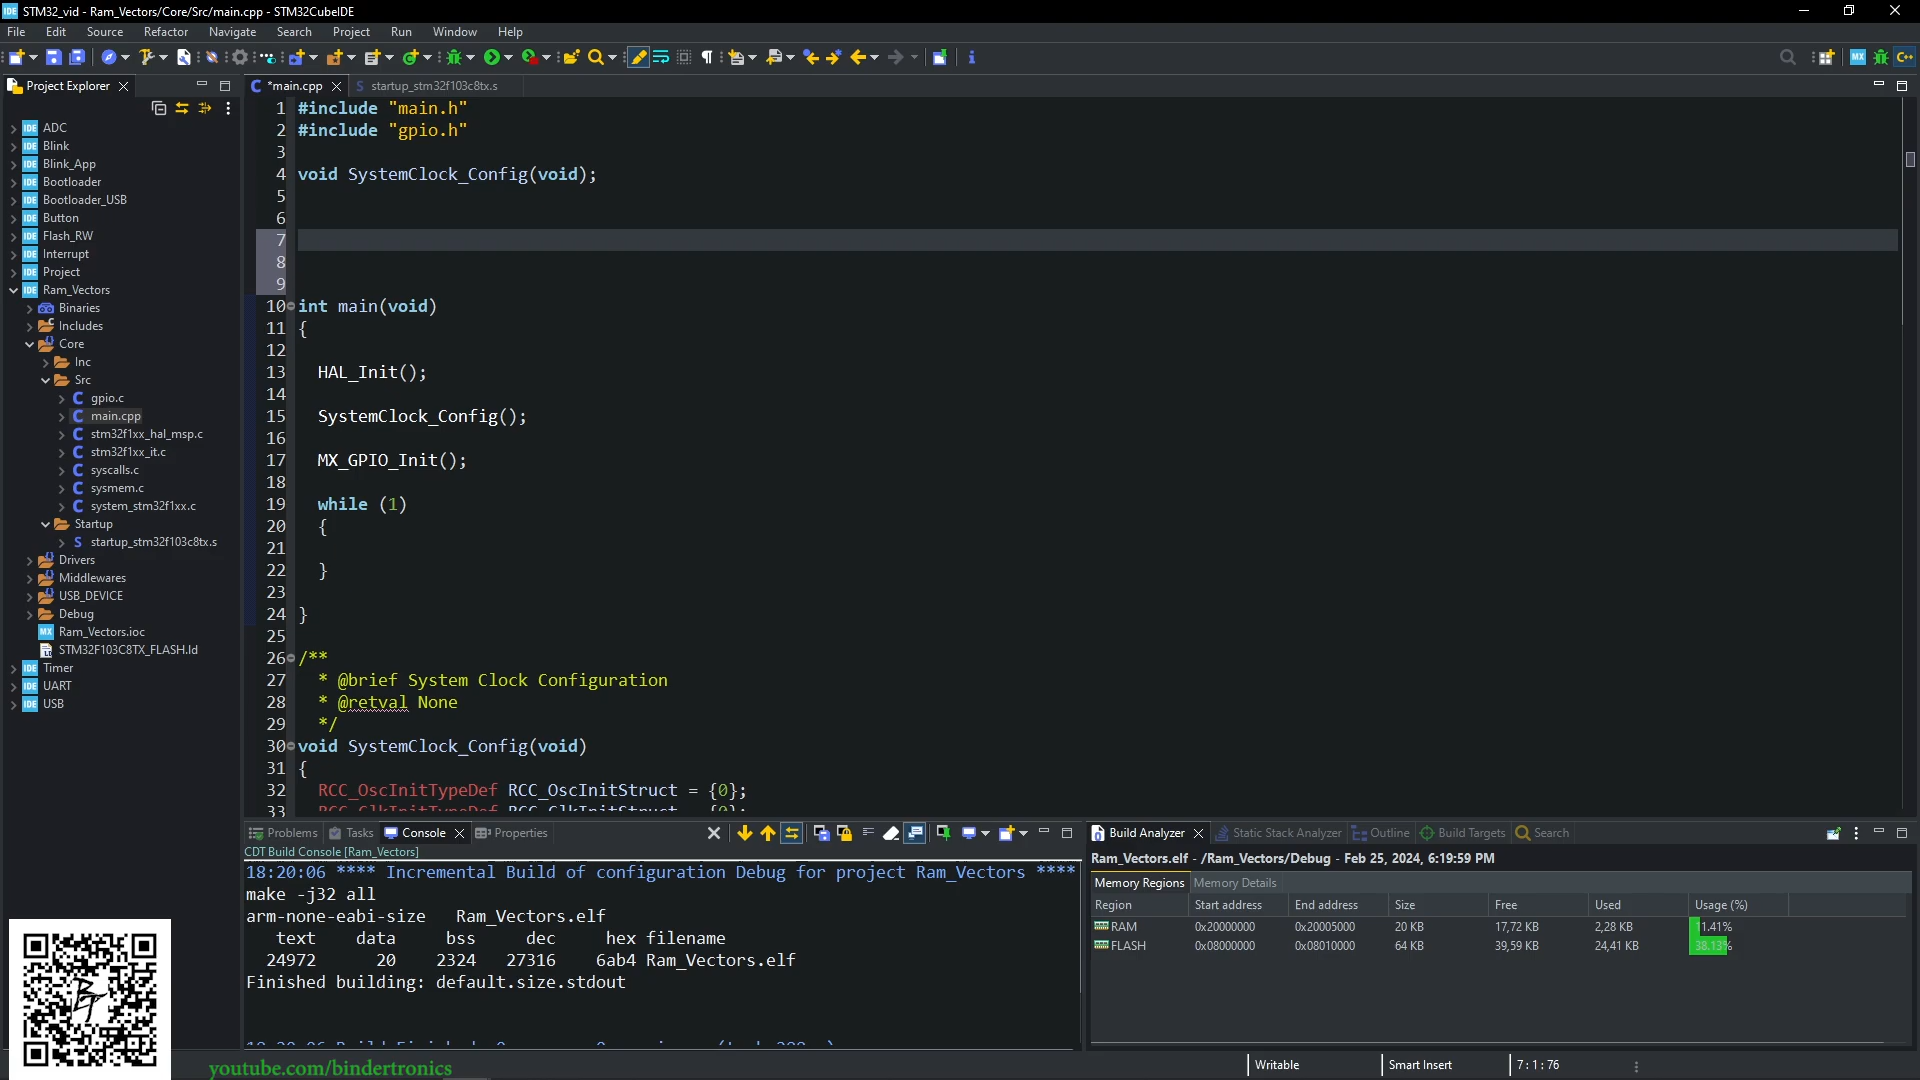 STM32_vid - Ram_Vectors/Core/Src/main.cpp - STM32CubeIDE
File Edit Source Refactor Navigate Search Project Run Window Help
Project Explorer
*main.cpp
startup_stm32f103c8tx.s
ADC
Blink
Blink_App
Bootloader
Bootloader_USB
Button
Flash_RW
Interrupt
Project
Ram_Vectors
Binaries
Includes
Core
Inc
Src
gpio.c
main.cpp
stm32f1xx_hal_msp.c
stm32f1xx_it.c
syscalls.c
sysmem.c
system_stm32f1xx.c
Startup
startup_stm32f103c8tx.s
Drivers
Middlewares
USB_DEVICE
Debug
Ram_Vectors.ioc
STM32F103C8TX_FLASH.ld
Timer
UART
USB
1 #include "main.h"
2 #include "gpio.h"
3
4 void SystemClock_Config(void);
5
6
7
8
9
10 int main(void)
11 {
12
13 HAL_Init();
14
15 SystemClock_Config();
16
17 MX_GPIO_Init();
18
19 while (1)
20 {
21
22 }
23
24 }
25
26 /**
27 * @brief System Clock Configuration
28 * @retval None
29 */
30 void SystemClock_Config(void)
31 {
32 RCC_OscInitTypeDef RCC_OscInitStruct = {0};
33 RCC_ClkInitTypeDef RCC_ClkInitStruct = {0};
Problems Tasks Console Properties
CDT Build Console [Ram_Vectors]
18:20:06 **** Incremental Build of configuration Debug for project Ram_Vectors ****
make -j32 all
arm-none-eabi-size Ram_Vectors.elf
text data bss dec hex filename
24972 20 2324 27316 6ab4 Ram_Vectors.elf
Finished building: default.size.stdout
Build Analyzer Static Stack Analyzer Outline Build Targets Search
Ram_Vectors.elf - /Ram_Vectors/Debug - Feb 25, 2024, 6:19:59 PM
Memory Regions Memory Details
Region Start address End address Size Free Used Usage (%)
RAM 0x20000000 0x20005000 20 KB 17,72 KB 2,28 KB 11.41%
FLASH 0x08000000 0x08010000 64 KB 39,59 KB 24,41 KB 38.13%
BT
youtube.com/bindertronics
Writable Smart Insert 7 : 1 : 76